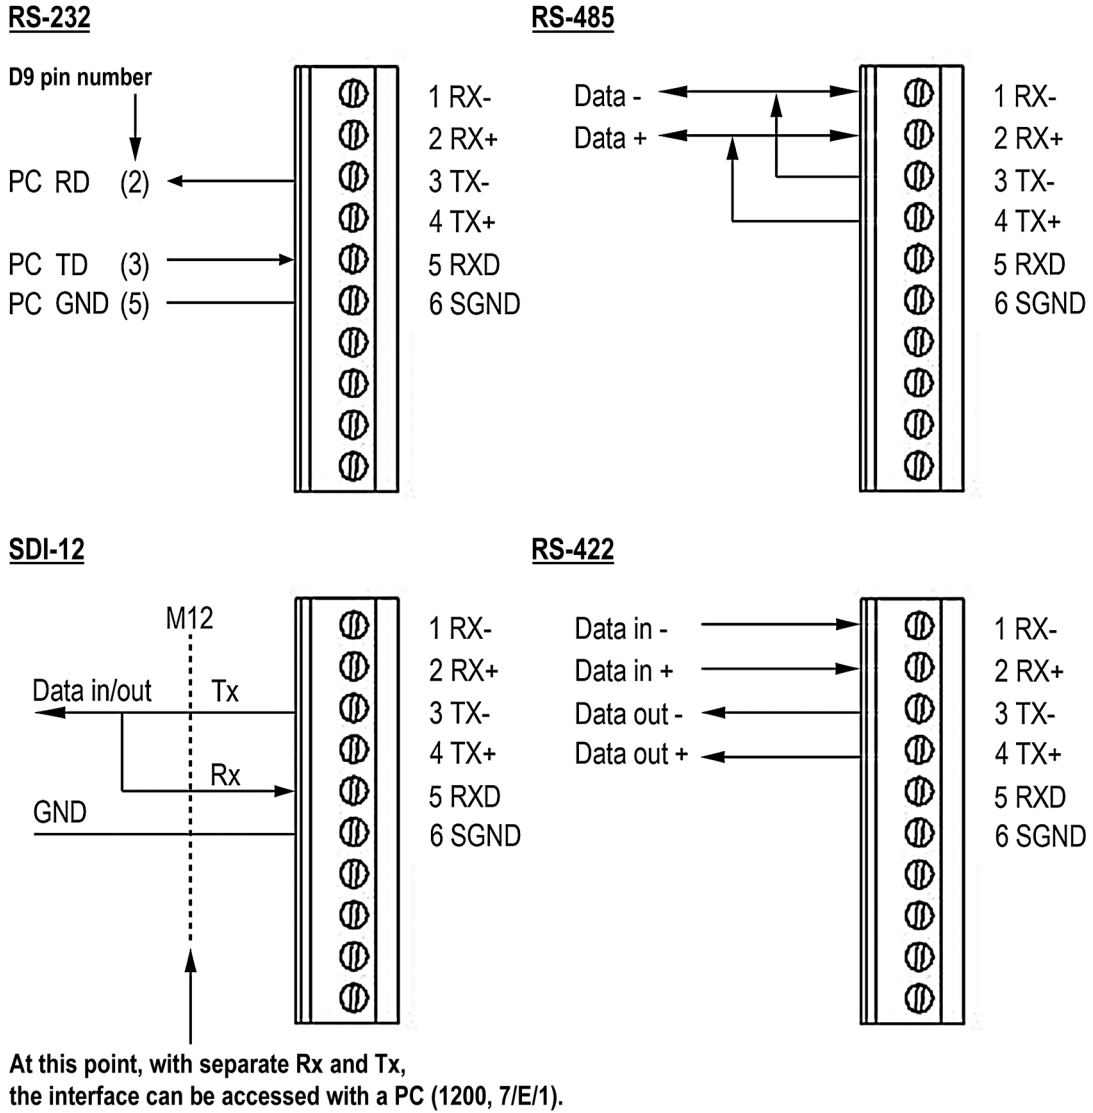 RS-232
D9 pin number
PC RD (2)
PC TD (3)
PC GND (5)
1 RX-
2 RX+
3 TX-
4 TX+
5 RXD
6 SGND
RS-485
Data -
Data +
1 RX-
2 RX+
3 TX-
4 TX+
5 RXD
6 SGND
SDI-12
M12
Data in/out Tx
Rx
GND
1 RX-
2 RX+
3 TX-
4 TX+
5 RXD
6 SGND
At this point, with separate Rx and Tx,
the interface can be accessed with a PC (1200, 7/E/1).
RS-422
Data in -
Data in +
Data out -
Data out +
1 RX-
2 RX+
3 TX-
4 TX+
5 RXD
6 SGND